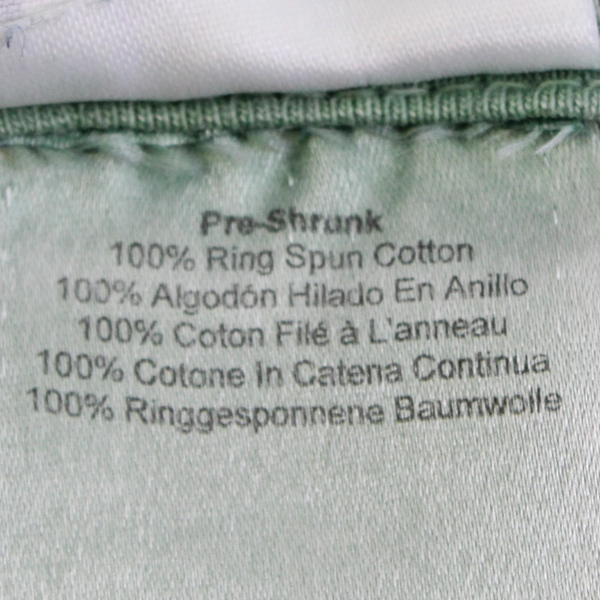 Pre-Shrunk
100% Ring Spun Cotton
100% Algodón Hilado En Anillo
100% Coton Filé à L'anneau
100% Cotone In Catena Continua
100% Ringgesponnene Baumwolle